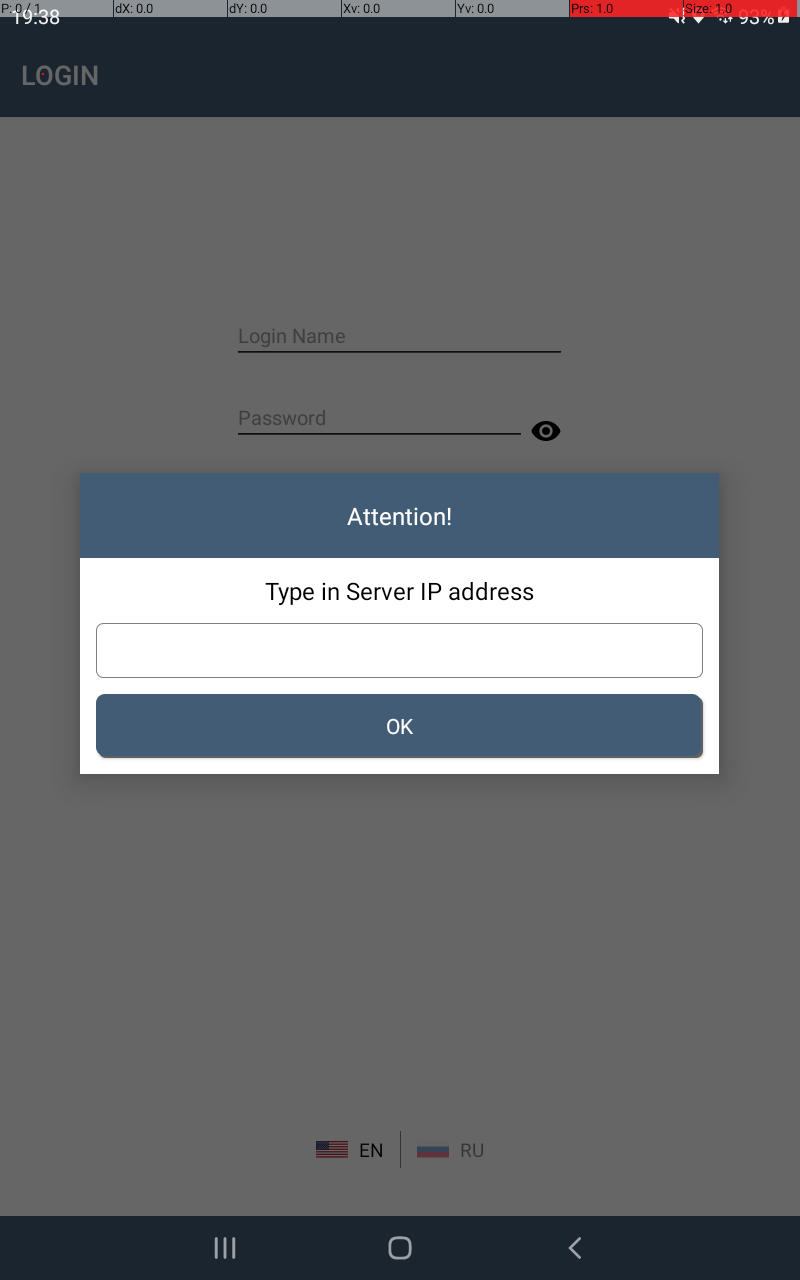 P: 0 / 1 dX: 0.0 dY: 0.0 Xv: 0.0 Yv: 0.0 Prs: 1.0 Size: 1.0
19:38 93%
LOGIN
Login Name
Password
Attention!
Type in Server IP address
OK
EN RU